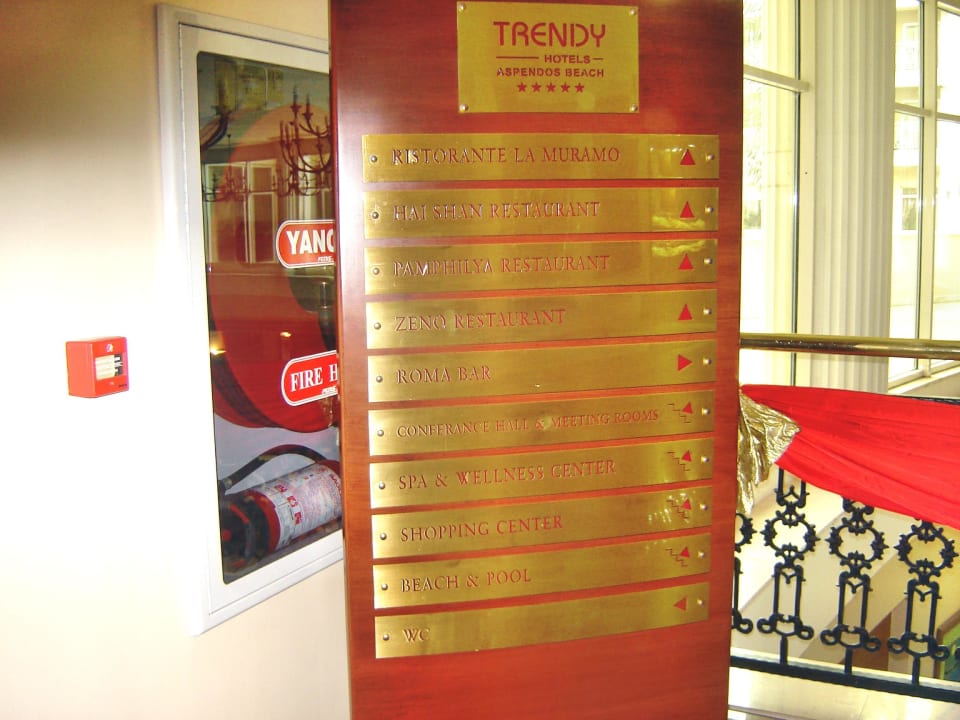 TRENDY
HOTELS
ASPENDOS BEACH
RISTORANTE LA MURAMO
HAI SHAN RESTAURANT
PAMPHILYA RESTAURANT
ZENO RESTAURANT
ROMA BAR
CONFERANCE HALL & MEETING ROOMS
SPA & WELLNESS CENTER
SHOPPING CENTER
BEACH & POOL
WC
YANG
FIRE H